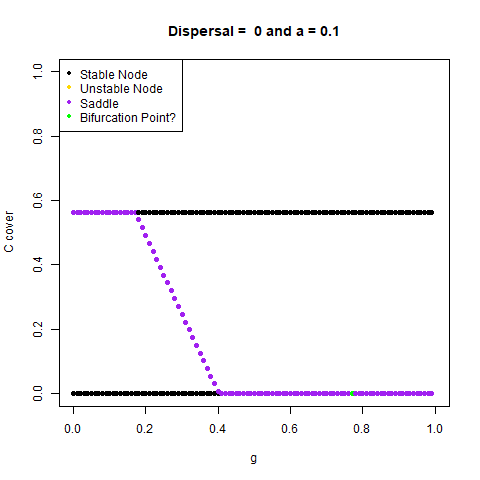 Dispersal =  0 and a = 0.1
Stable Node
Unstable Node
Saddle
Bifurcation Point?
C cover
1.0
0.8
0.6
0.4
0.2
0.0
0.0 0.2 0.4 0.6 0.8 1.0
g